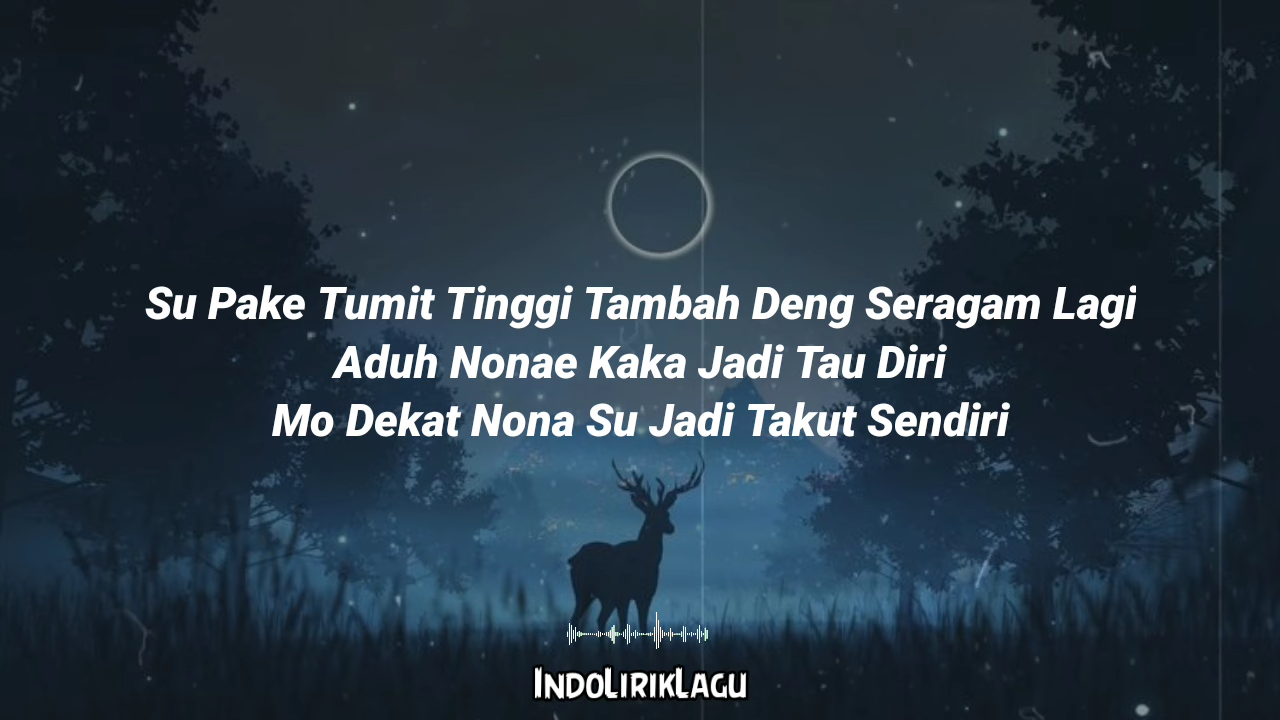 Su Pake Tumit Tinggi Tambah Deng Seragam Lagi
Aduh Nonae Kaka Jadi Tau Diri
Mo Dekat Nona Su Jadi Takut Sendiri
IndoLirikLagu